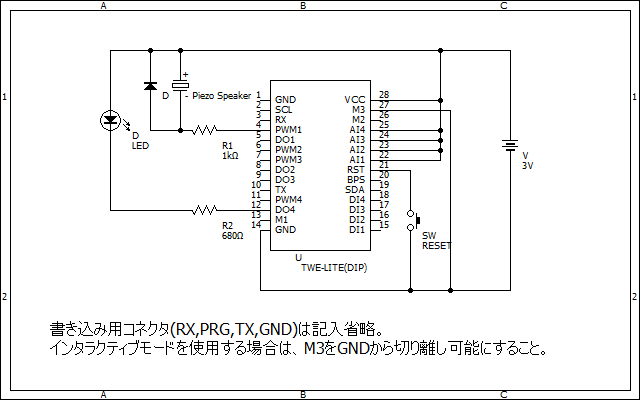 A B C
1 1
+
D - Piezo Speaker
D
LED
R1
1kΩ
R2
680Ω
1 GND VCC 28
2 SCL M3 27
3 RX M2 26
4 PWM1 AI4 25
5 DO1 AI3 24
6 PWM2 AI2 23
7 PWM3 AI1 22
8 DO2 RST 21
9 DO3 BPS 20
10 TX SDA 19
11 PWM4 DI4 18
12 DO4 DI3 17
13 M1 DI2 16
14 GND DI1 15
U
TWE-LITE(DIP)
SW
RESET
V
3V
2 2
書き込み用コネクタ(RX,PRG,TX,GND)は記入省略。
インタラクティブモードを使用する場合は、M3をGNDから切り離し可能にすること。
A B C